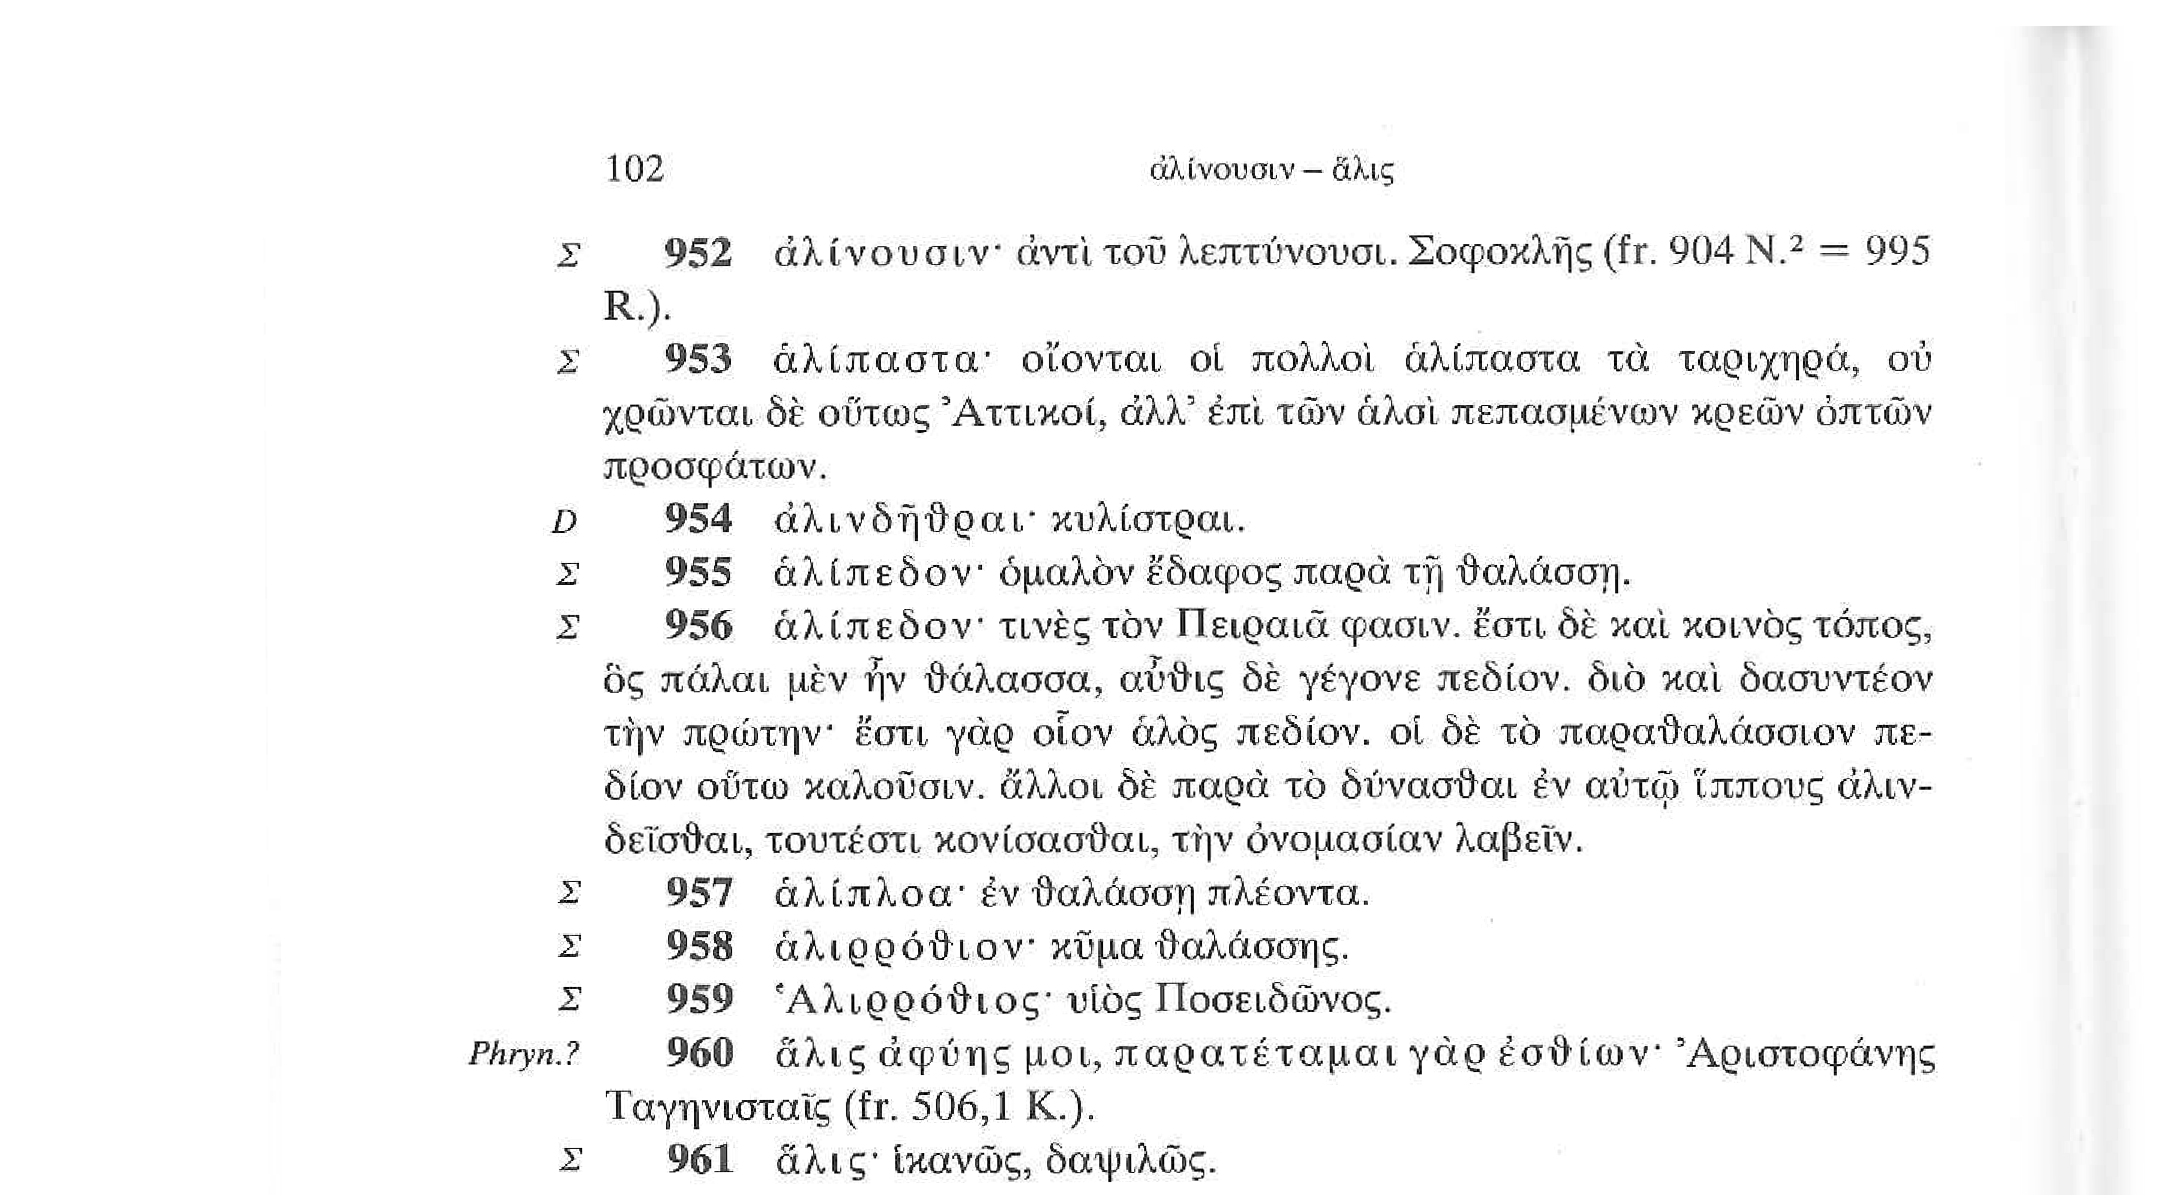 102 ἀλίνουσιν – ἅλις
Σ 952 ἀλίνουσιν· ἀντὶ τοῦ λεπτύνουσι. Σοφοκλῆς (fr. 904 N.² = 995
R.).
Σ 953 ἁλίπαστα· οἴονται οἱ πολλοὶ ἁλίπαστα τὰ ταριχηρά, οὐ
χρῶνται δὲ οὕτως Ἀττικοί, ἀλλ’ ἐπὶ τῶν ἁλσὶ πεπασμένων κρεῶν ὀπτῶν
προσφάτων.
D 954 ἀλινδῆθραι· κυλίστραι.
Σ 955 ἁλίπεδον· ὁμαλὸν ἔδαφος παρὰ τῇ θαλάσσῃ.
Σ 956 ἁλίπεδον· τινὲς τὸν Πειραιᾶ φασιν. ἔστι δὲ καὶ κοινὸς τόπος,
ὃς πάλαι μὲν ἦν θάλασσα, αὖθις δὲ γέγονε πεδίον. διὸ καὶ δασυντέον
τὴν πρώτην· ἔστι γὰρ οἷον ἁλὸς πεδίον. οἱ δὲ τὸ παραθαλάσσιον πε-
δίον οὕτω καλοῦσιν. ἄλλοι δὲ παρὰ τὸ δύνασθαι ἐν αὐτῷ ἵππους ἀλιν-
δεῖσθαι, τουτέστι κονίσασθαι, τὴν ὀνομασίαν λαβεῖν.
Σ 957 ἁλίπλοα· ἐν θαλάσσῃ πλέοντα.
Σ 958 ἁλιρρόθιον· κῦμα θαλάσσης.
Σ 959 Ἁλιρρόθιος· υἱὸς Ποσειδῶνος.
Phryn.? 960 ἅλις ἀφύης μοι, παρατέταμαι γὰρ ἐσθίων· Ἀριστοφάνης
Ταγηνισταῖς (fr. 506,1 K.).
Σ 961 ἅλις· ἱκανῶς, δαψιλῶς.